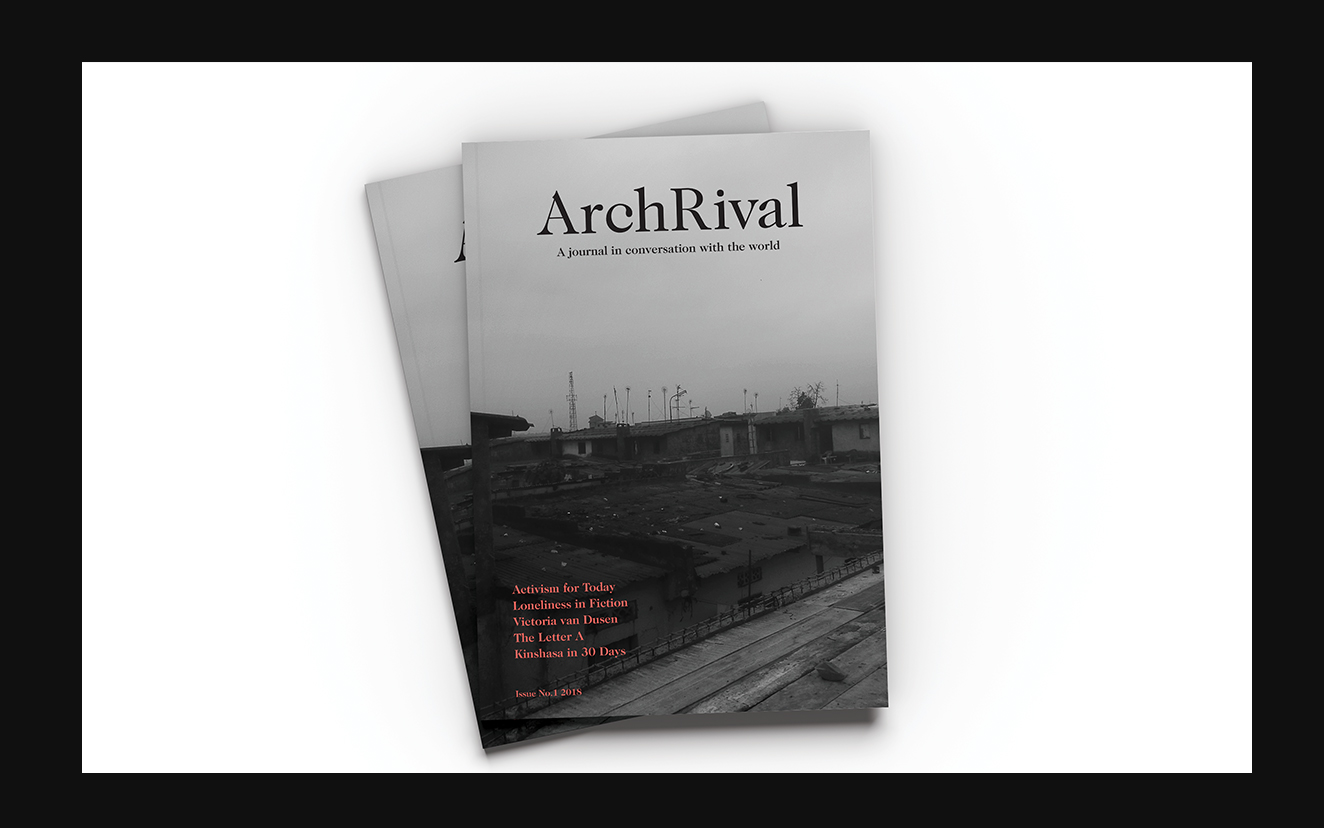 ArchRival
A journal in conversation with the world
Activism for Today
Loneliness in Fiction
Victoria van Dusen
The Letter A
Kinshasa in 30 Days
Issue No.1 2018